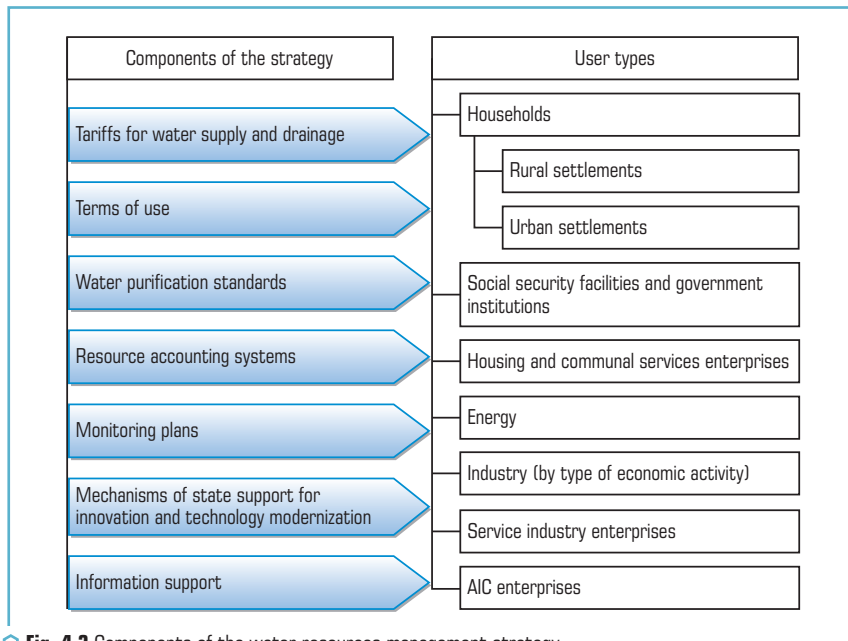 Components of the strategy
Tariffs for water supply and drainage
Terms of use
Water purification standards
Resource accounting systems
Monitoring plans
Mechanisms of state support for
innovation and technology modernization
Information support
User types
Households
Rural settlements
Urban settlements
Social security facilities and government
institutions
Housing and communal services enterprises
Energy
Industry (by type of economic activity)
Service industry enterprises
AIC enterprises
Fig. 4.2 Components of the water resources management strategy